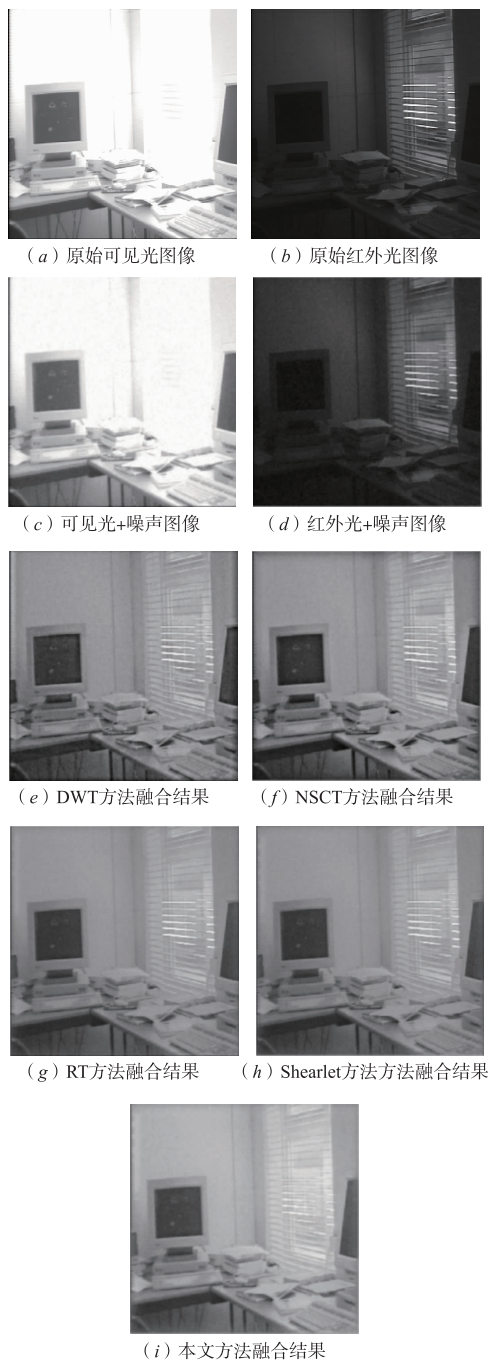 （a）原始可见光图像
（b）原始红外光图像
（c）可见光+噪声图像
（d）红外光+噪声图像
（e）DWT方法融合结果
（f）NSCT方法融合结果
（g）RT方法融合结果
（h）Shearlet方法方法融合结果
（i）本文方法融合结果